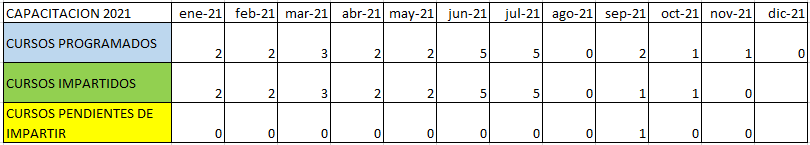 CAPACITACION 2021 ene-21 feb-21 mar-21 abr-21 may-21 jun-21 jul-21 ago-21 sep-21 oct-21 nov-21 dic-21
CURSOS PROGRAMADOS 2 2 3 2 2 5 5 0 2 1 1 0
CURSOS IMPARTIDOS 2 2 3 2 2 5 5 0 1 1 0
CURSOS PENDIENTES DE
IMPARTIR 0 0 0 0 0 0 0 0 1 0 0